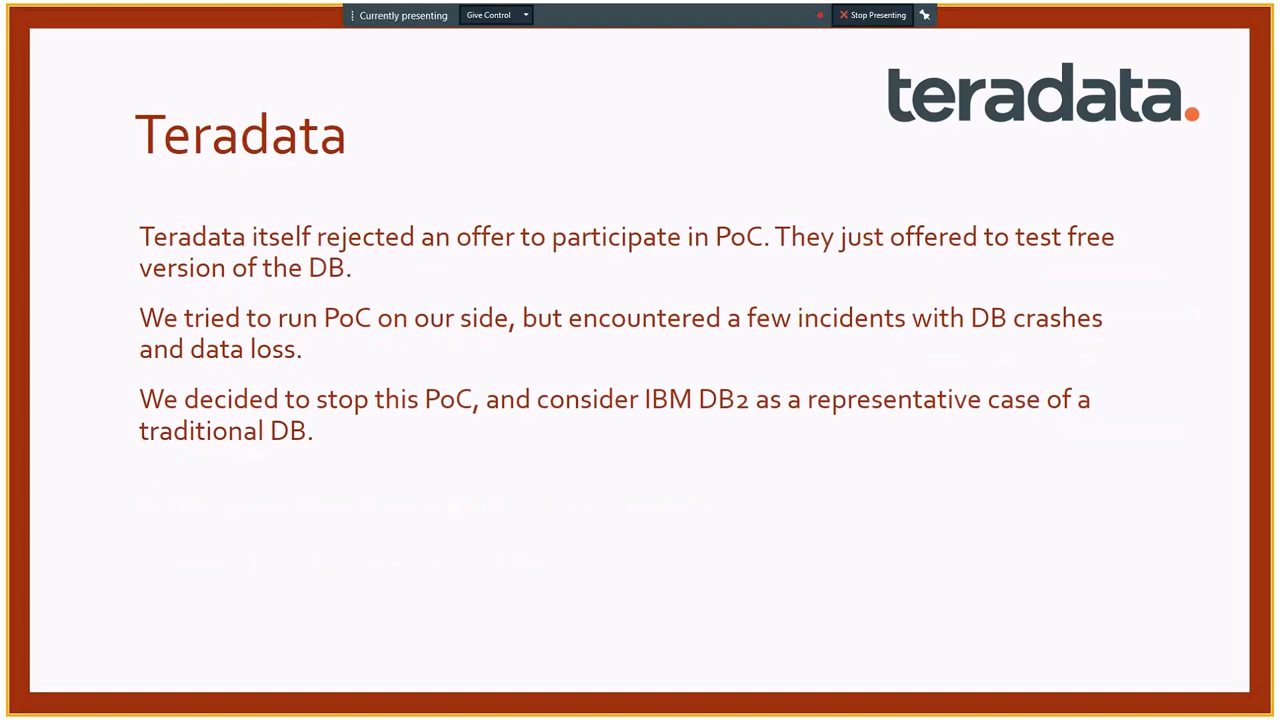 Currently presenting
Give Control
Stop Presenting
teradata.
Teradata
Teradata itself rejected an offer to participate in PoC. They just offered to test free
version of the DB.
We tried to run PoC on our side, but encountered a few incidents with DB crashes
and data loss.
We decided to stop this PoC, and consider IBM DB2 as a representative case of a
traditional DB.